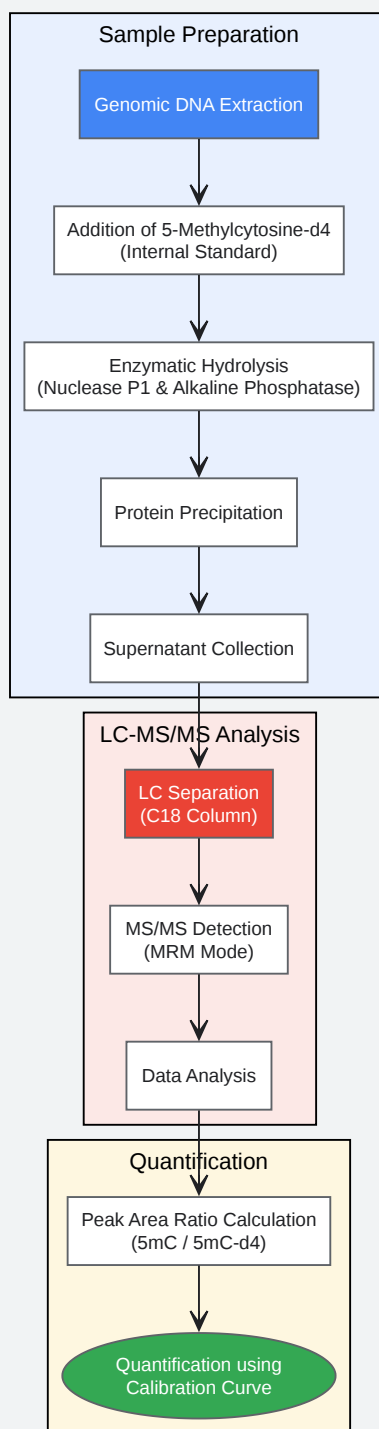 Sample Preparation
Genomic DNA Extraction
Addition of 5-Methylcytosine-d4
(Internal Standard)
Enzymatic Hydrolysis
(Nuclease P1 & Alkaline Phosphatase)
Protein Precipitation
Supernatant Collection
LC-MS/MS Analysis
LC Separation
(C18 Column)
MS/MS Detection
(MRM Mode)
Data Analysis
Quantification
Peak Area Ratio Calculation
(5mC / 5mC-d4)
Quantification using
Calibration Curve